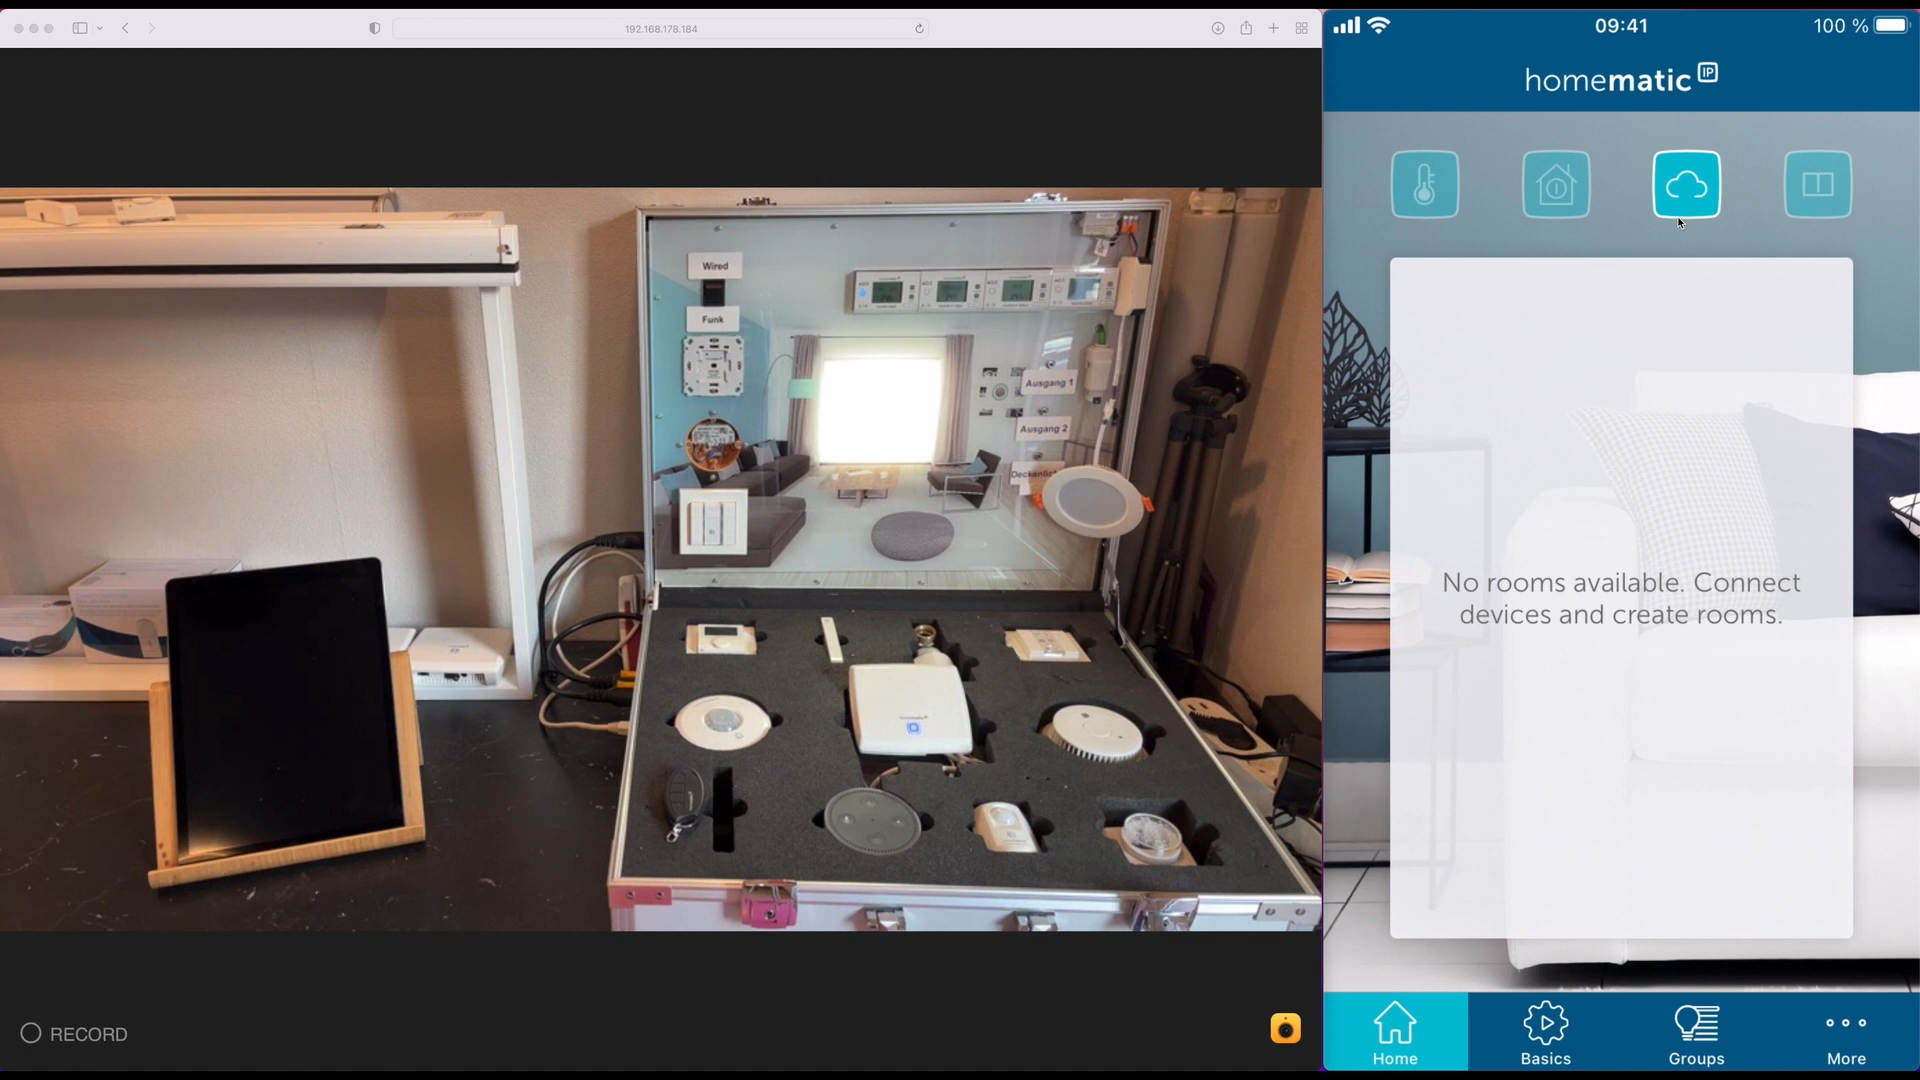 192.168.178.184
Wired
Funk
Ausgang 1
Ausgang 2
RECORD
09:41
100 %
homematic IP
No rooms available. Connect
devices and create rooms.
Home
Basics
Groups
More